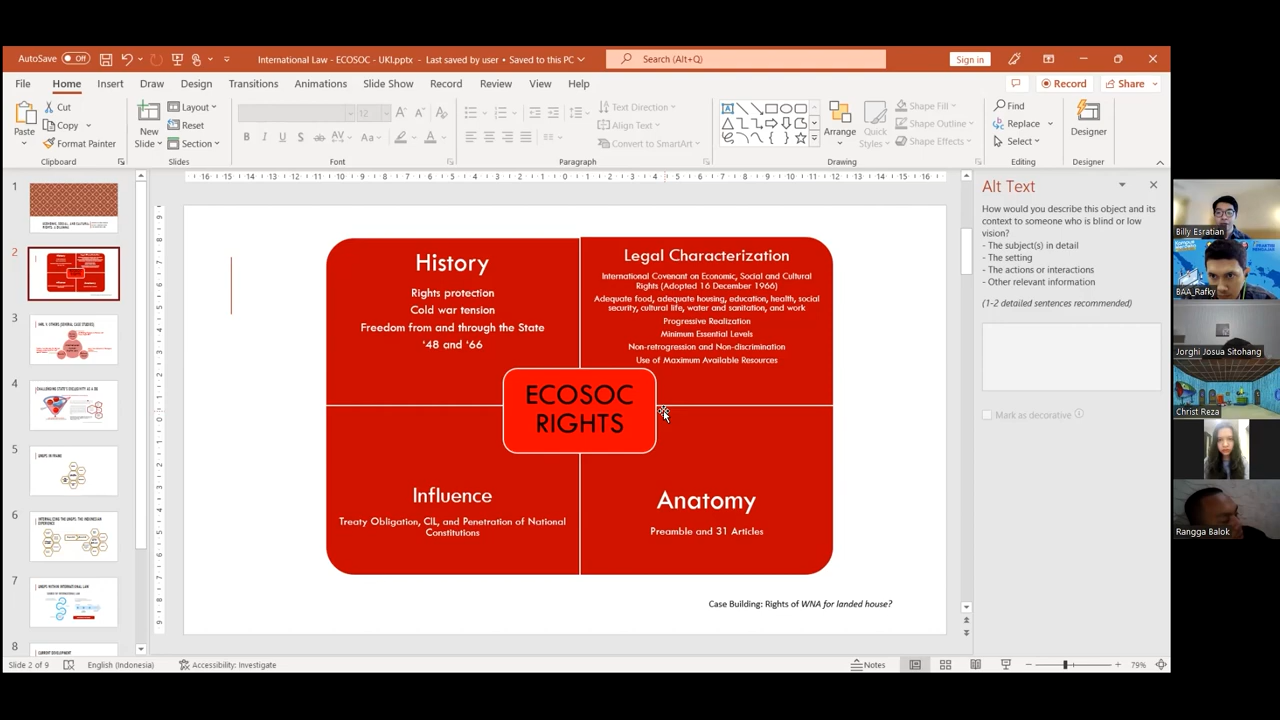 AutoSave Off
International Law - ECOSOC - UKI.pptx - Last saved by user • Saved to this PC
Search (Alt+Q)
Sign in
File Home Insert Draw Design Transitions Animations Slide Show Record Review View Help
Record Share
Paste
Cut
Copy
Format Painter
Clipboard
New Slide
Layout
Reset
Section
Slides
12
Font
Text Direction
Align Text
Convert to SmartArt
Paragraph
Arrange
Quick Styles
Shape Fill
Shape Outline
Shape Effects
Drawing
Find
Replace
Select
Editing
Designer
Designer
1
2
3
4
5
6
7
8
History
Rights protection
Cold war tension
Freedom from and through the State
‘48 and ‘66
Legal Characterization
International Covenant on Economic, Social and Cultural
Rights (Adopted 16 December 1966)
Adequate food, adequate housing, education, health, social
security, cultural life, water and sanitation, and work
Progressive Realization
Minimum Essential Levels
Non-retrogression and Non-discrimination
Use of Maximum Available Resources
ECOSOC
RIGHTS
Influence
Treaty Obligation, CIL, and Penetration of National
Constitutions
Anatomy
Preamble and 31 Articles
Case Building: Rights of WNA for landed house?
Alt Text
How would you describe this object and its
context to someone who is blind or low
vision?
- The subject(s) in detail
- The setting
- The actions or interactions
- Other relevant information
(1-2 detailed sentences recommended)
Mark as decorative
Billy Esratian
BAA_Rafky
Jorghi Josua Sitohang
Christ Reza
Rangga Balok
Slide 2 of 9
English (Indonesia)
Accessibility: Investigate
Notes
79%